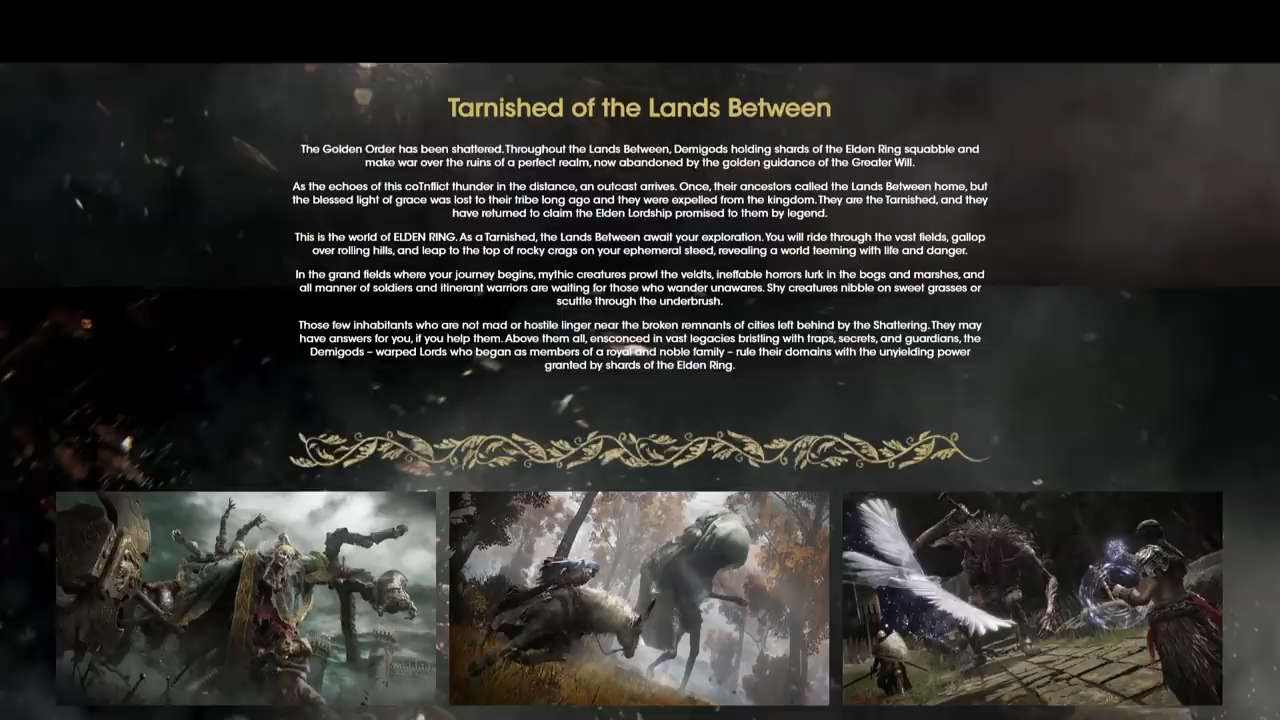 Tarnished of the Lands Between
The Golden Order has been shattered. Throughout the Lands Between, Demigods holding shards of the Elden Ring squabble and
make war over the ruins of a perfect realm, now abandoned by the golden guidance of the Greater Will.
As the echoes of this coTnflict thunder in the distance, an outcast arrives. Once, their ancestors called the Lands Between home, but
the blessed light of grace was lost to their tribe long ago and they were expelled from the kingdom. They are the Tarnished, and they
have returned to claim the Elden Lordship promised to them by legend.
This is the world of ELDEN RING. As a Tarnished, the Lands Between await your exploration. You will ride through the vast fields, gallop
over rolling hills, and leap to the top of rocky crags on your ephemeral steed, revealing a world teeming with life and danger.
In the grand fields where your journey begins, mythic creatures prowl the veldts, ineffable horrors lurk in the bogs and marshes, and
all manner of soldiers and itinerant warriors are waiting for those who wander unawares. Shy creatures nibble on sweet grasses or
scuttle through the underbrush.
Those few inhabitants who are not mad or hostile linger near the broken remnants of cities left behind by the Shattering. They may
have answers for you, if you help them. Above them all, ensconced in vast legacies bristling with traps, secrets, and guardians, the
Demigods – warped Lords who began as members of a royal and noble family – rule their domains with the unyielding power
granted by shards of the Elden Ring.